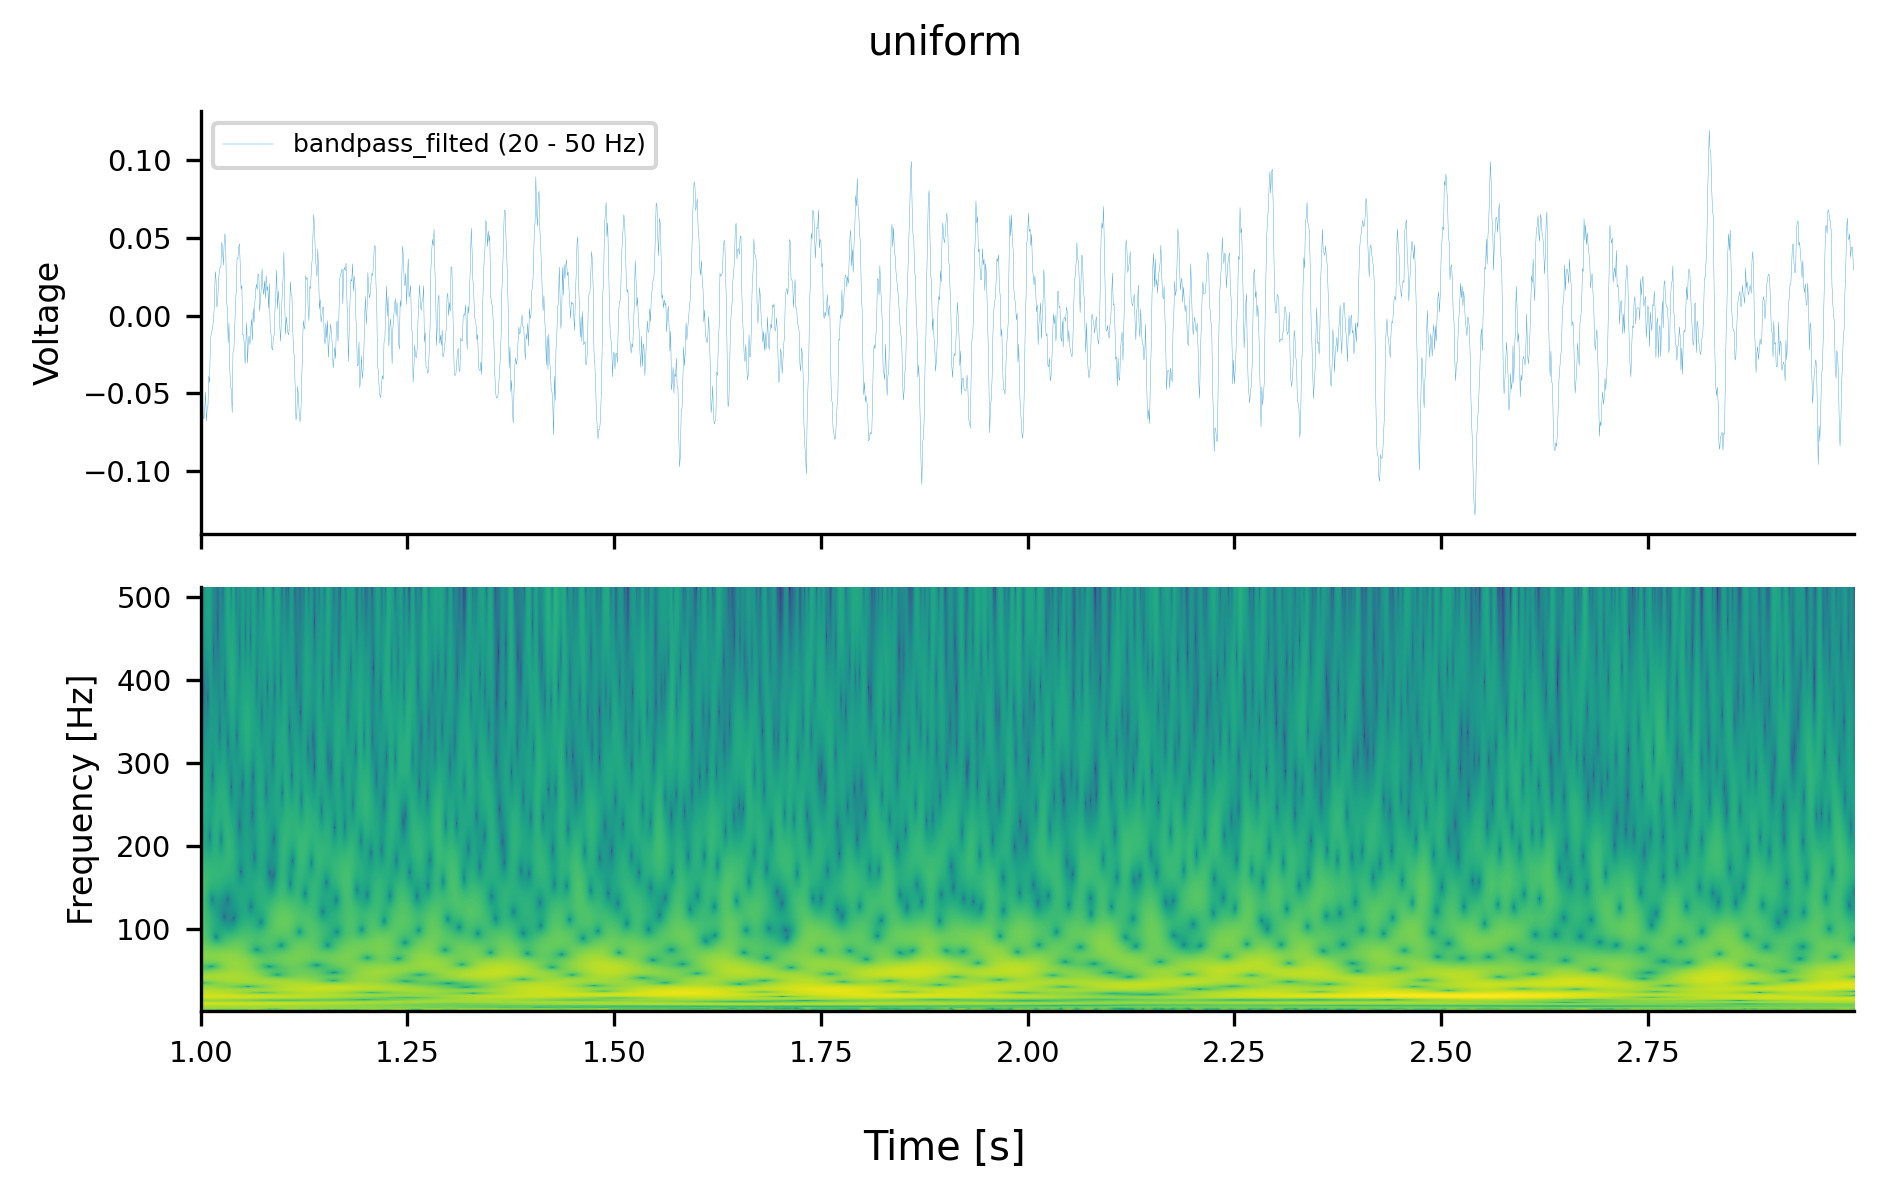 uniform
bandpass_filted (20 - 50 Hz)
0.10
0.05
0.00
−0.05
−0.10
Voltage
500
400
300
200
100
Frequency [Hz]
1.00 1.25 1.50 1.75 2.00 2.25 2.50 2.75
Time [s]